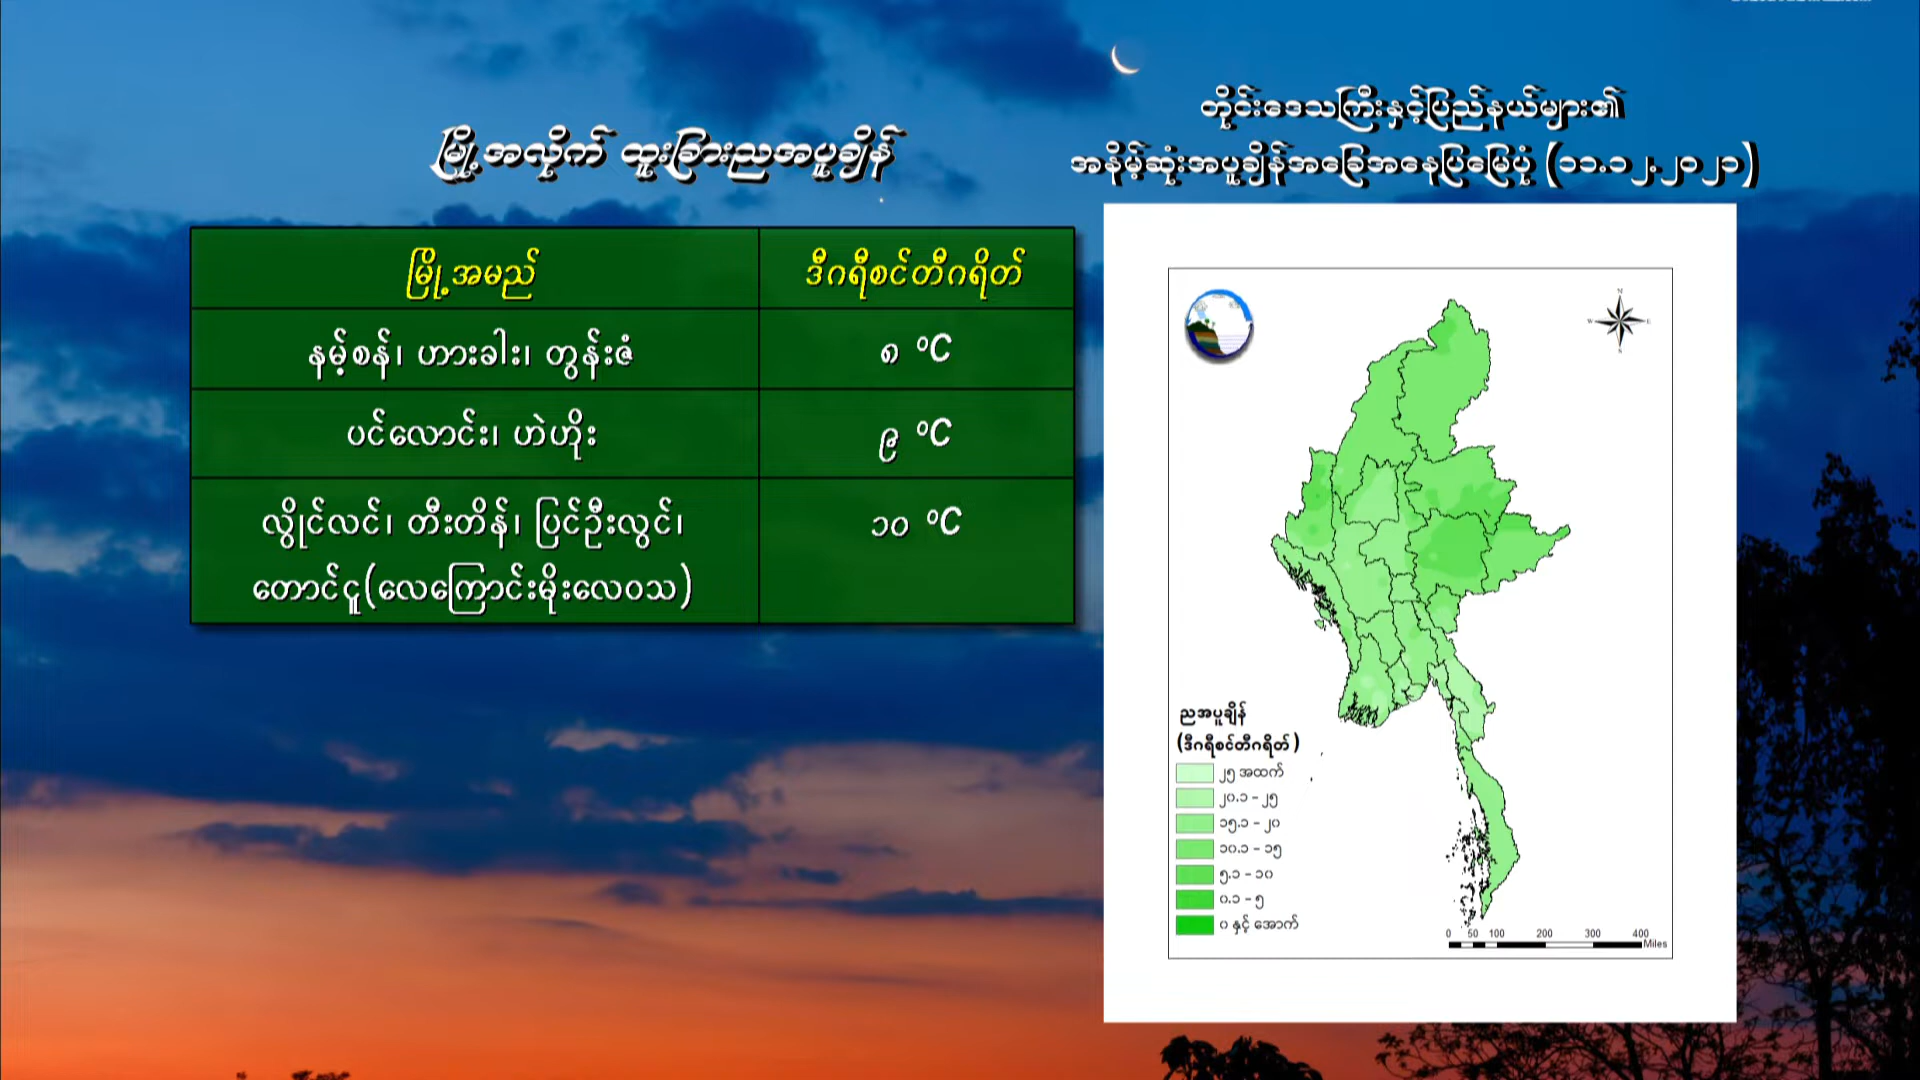 မြို့အလိုက် ထူးခြားညအပူချိန်
မြို့အမည် ဒီဂရီစင်တီဂရိတ်
နမ့်စန်၊ ဟားခါး၊ တွန်းဇံ ၈ ⁰C
ပင်လောင်း၊ ဟဲဟိုး ၉ ⁰C
လွိုင်လင်၊ တီးတိန်၊ ပြင်ဦးလွင်၊ ၁၀ ⁰C
တောင်ငူ(လေကြောင်းမိုးလေဝသ)
တိုင်းဒေသကြီးနှင့်ပြည်နယ်များ၏
အနိမ့်ဆုံးအပူချိန်အခြေအနေပြမြေပုံ (၁၁.၁၂.၂၀၂၁)
N
W E
S
ညအပူချိန်
(ဒီဂရီစင်တီဂရိတ်)
၂၅ အထက်
၂၀.၁ - ၂၅
၁၅.၁ - ၂၀
၁၀.၁ - ၁၅
၅.၁ - ၁၀
၀.၁ - ၅
၀ နှင့် အောက်
0 50 100 200 300 400
Miles